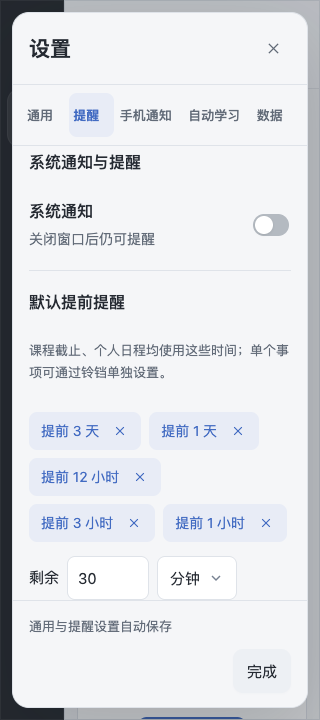 设置
通用 提醒 手机通知 自动学习 数据
系统通知与提醒
系统通知
关闭窗口后仍可提醒
默认提前提醒
课程截止、个人日程均使用这些时间；单个事
项可通过铃铛单独设置。
提前 3 天 × 提前 1 天 ×
提前 12 小时 ×
提前 3 小时 × 提前 1 小时 ×
剩余 30 分钟
通用与提醒设置自动保存
完成